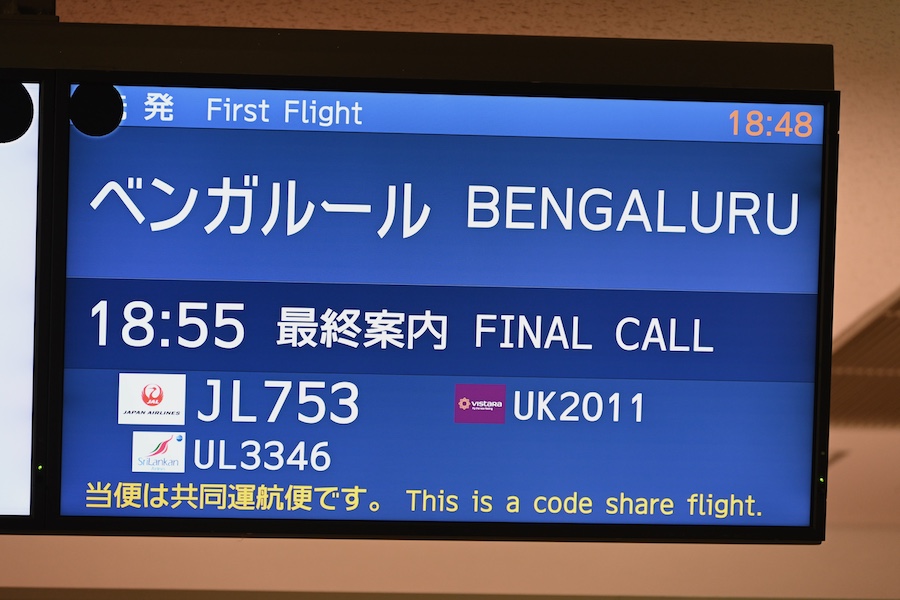 発 First Flight 18:48
ベンガルール BENGALURU
18:55 最終案内 FINAL CALL
JAL JAPAN AIRLINES JL753 VISTARA UK2011
SriLankan UL3346
当便は共同運航便です。 This is a code share flight.